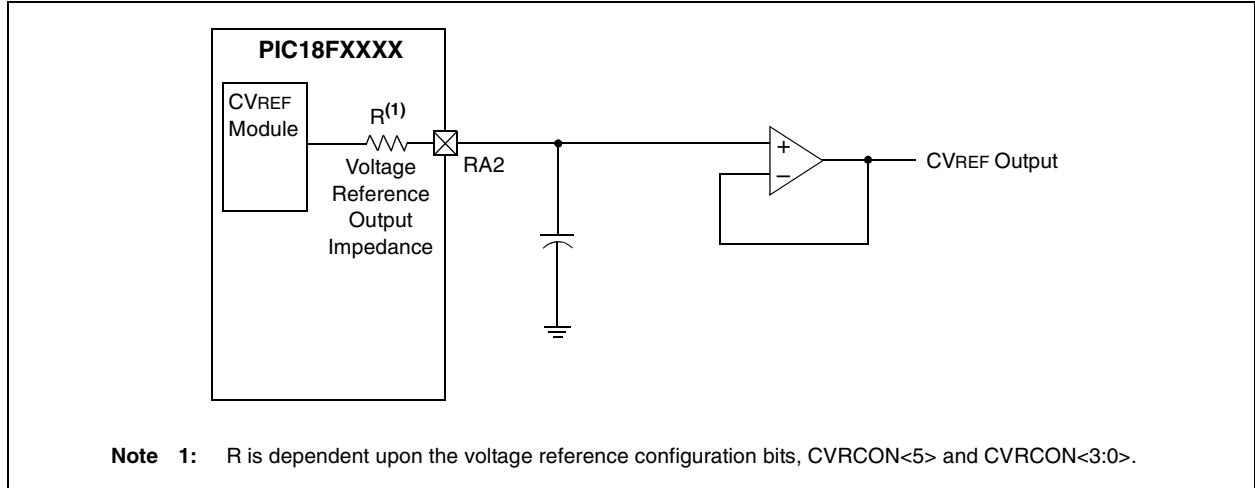 PIC18FXXXX
CVREF
Module
R(1)
Voltage
Reference
Output
Impedance
RA2
+
–
CVREF Output
Note 1: R is dependent upon the voltage reference configuration bits, CVRCON<5> and CVRCON<3:0>.